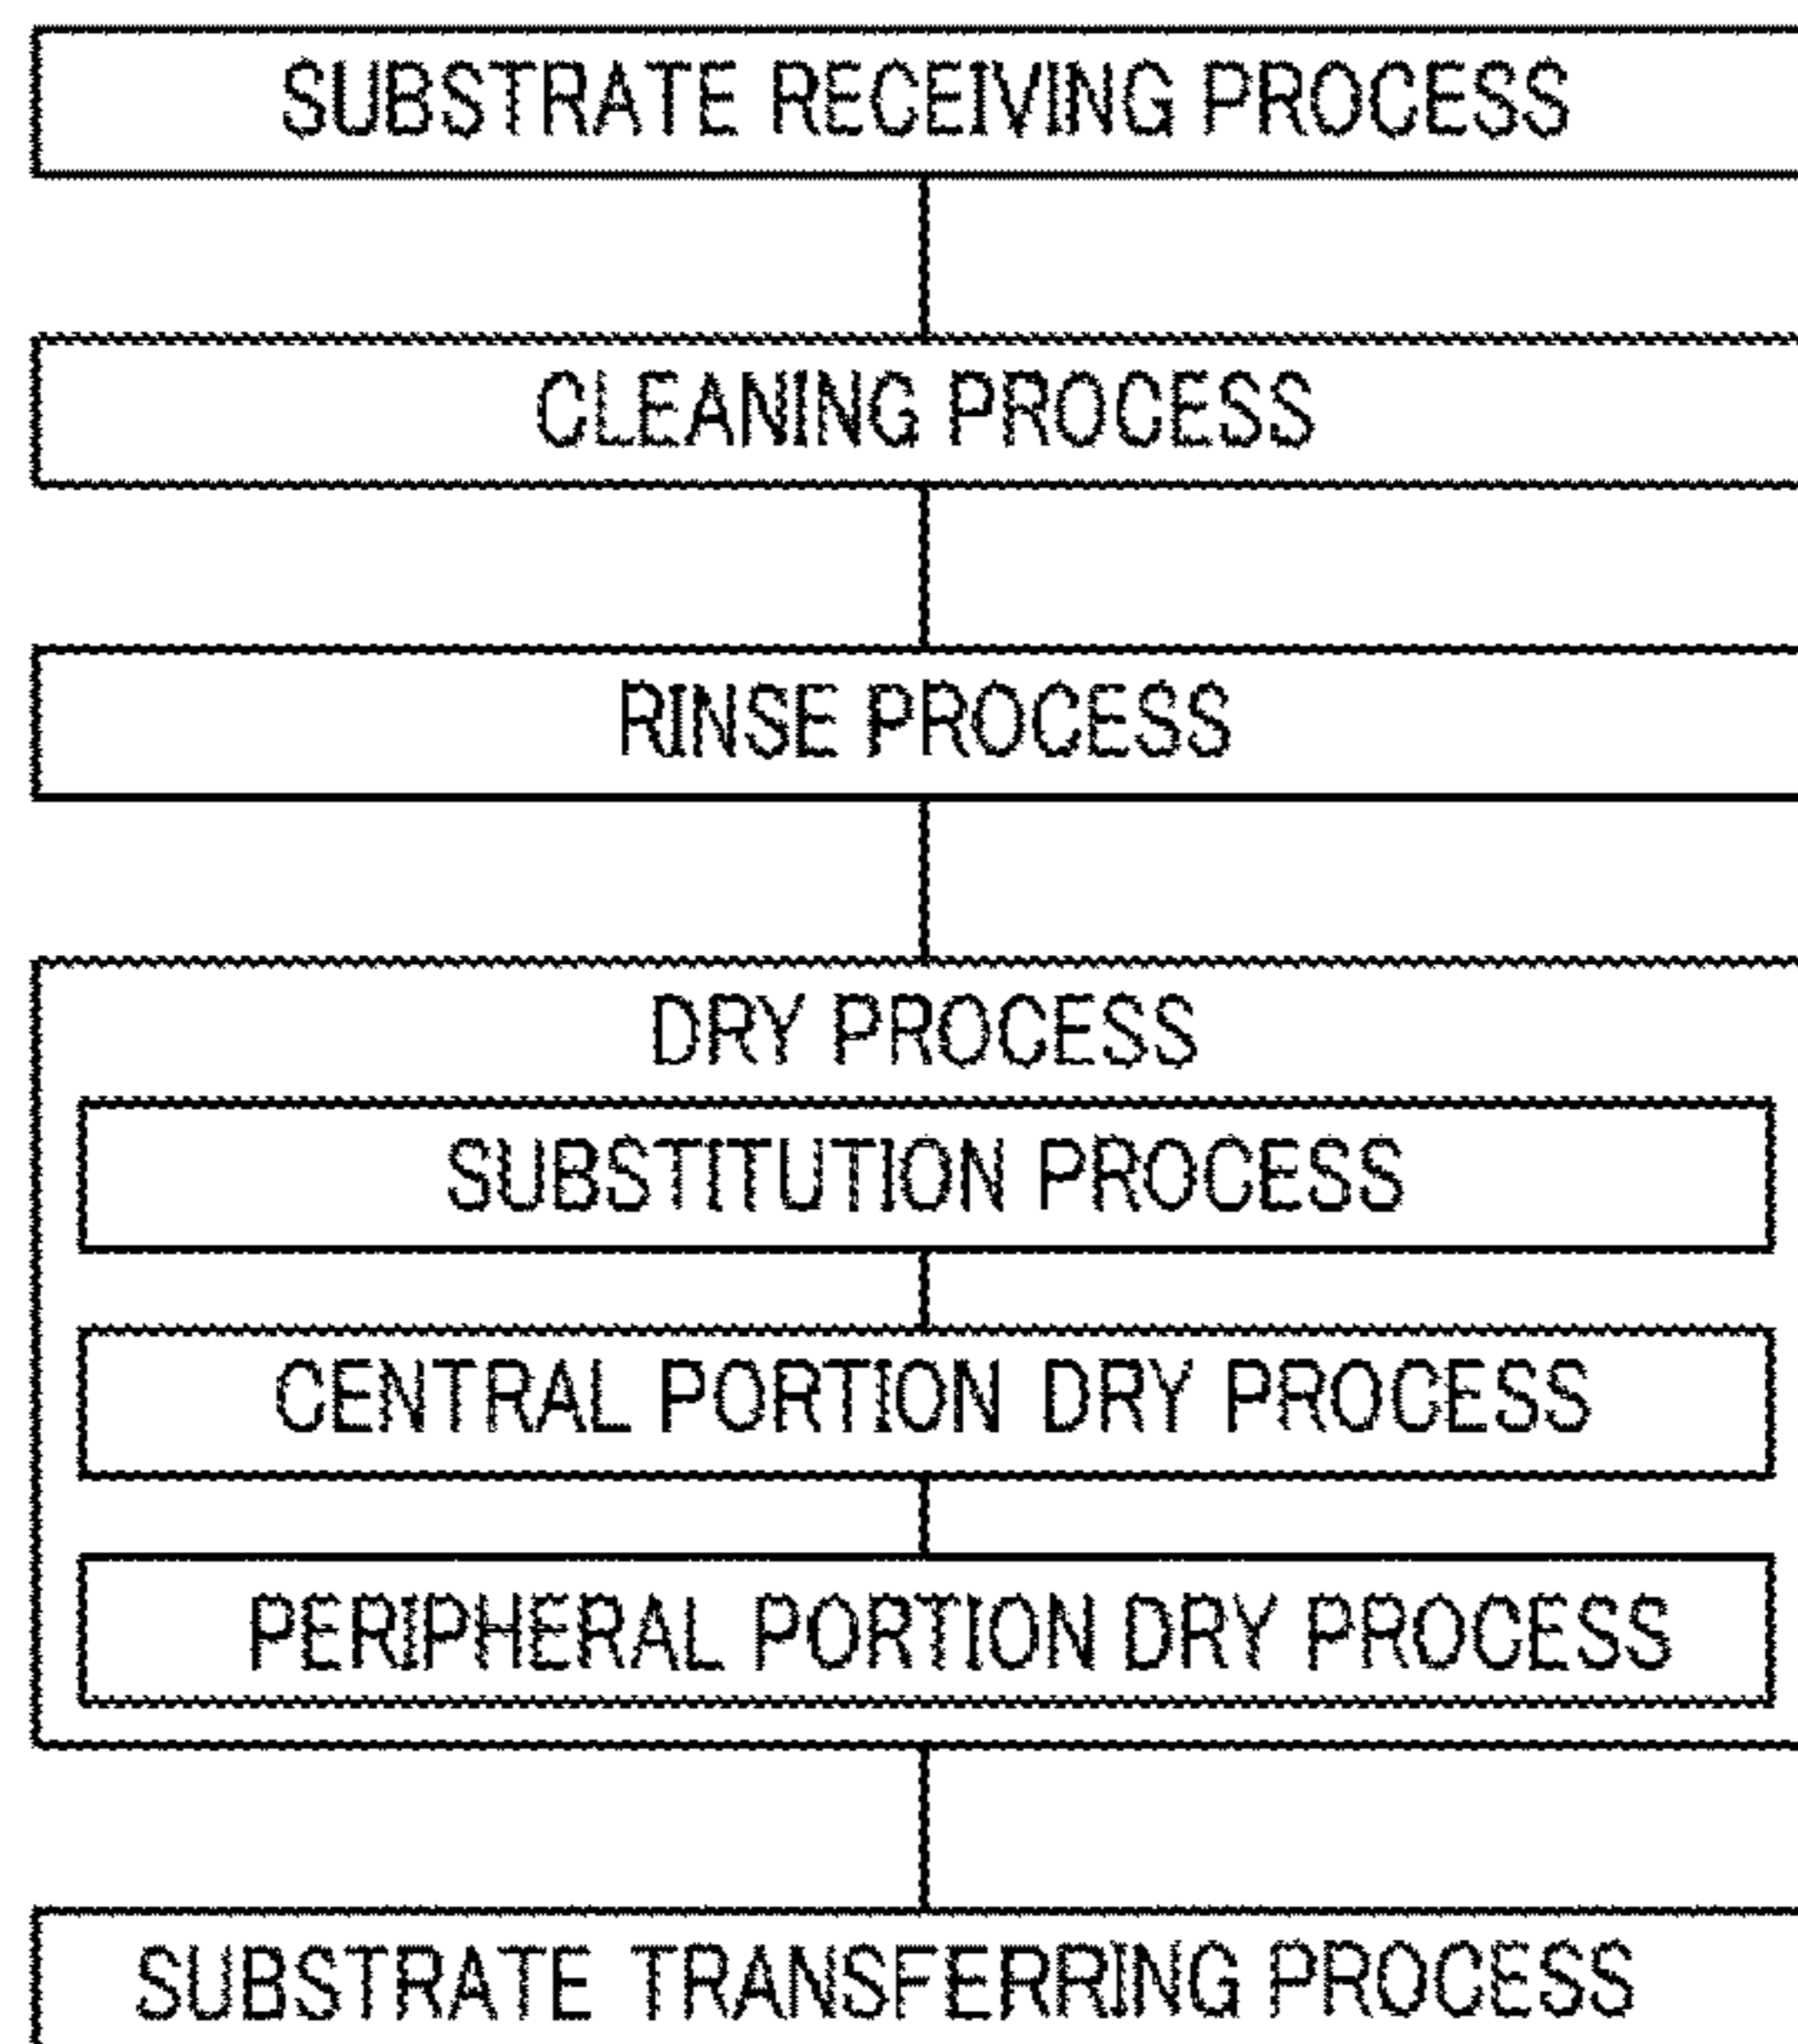 SUBSTRATE RECEIVING PROCESS
CLEANING PROCESS
RINSE PROCESS
DRY PROCESS
SUBSTITUTION PROCESS
CENTRAL PORTION DRY PROCESS
PERIPHERAL PORTION DRY PROCESS
SUBSTRATE TRANSFERRING PROCESS